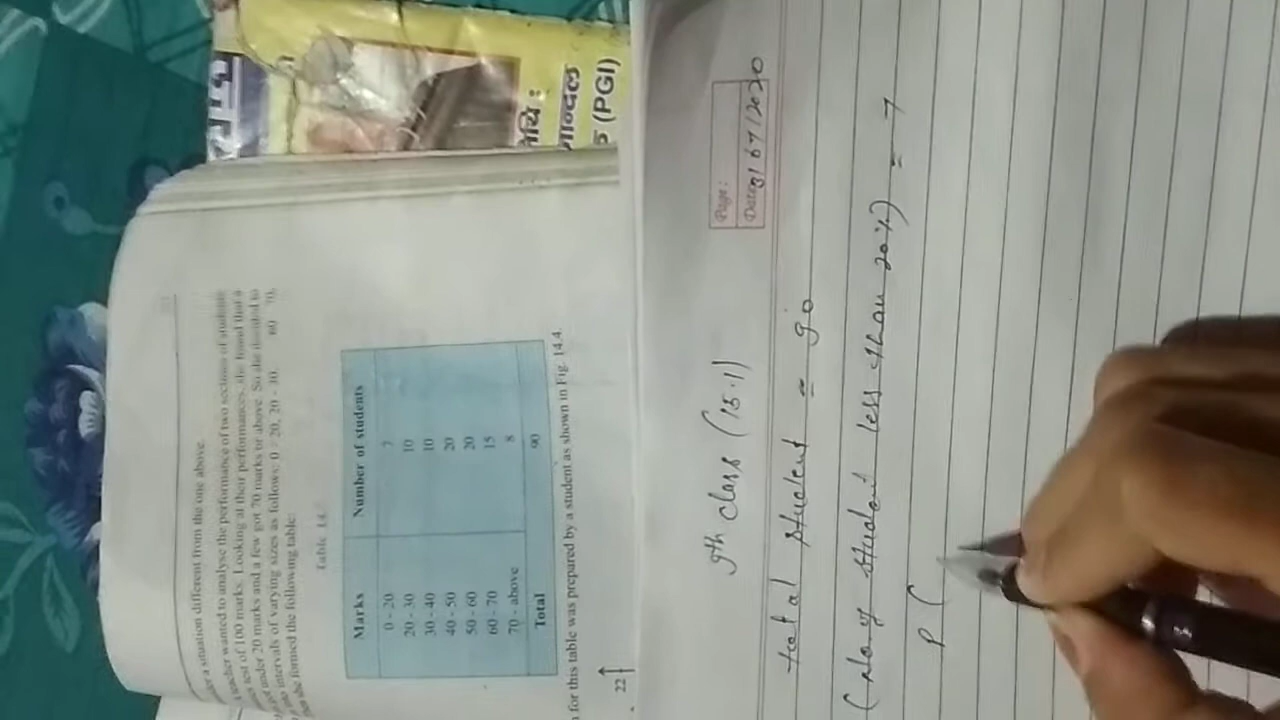 a situation different from the one above.
teacher wanted to analyse the performance of two sections of students
test of 100 marks. Looking at their performances, she found that a
under 20 marks and a few got 70 marks or above. So she decided to
intervals of varying sizes as follows: 0 - 20, 20 - 30, 60 70,
she formed the following table:
Table 14.7
Marks Number of students
0 - 20 7
20 - 30 10
30 - 40 10
40 - 50 20
50 - 60 20
60 - 70 15
70 - above 8
Total 90
for this table was prepared by a student as shown in Fig. 14.4.
22
थि :
(PGI)
Page:
Date: 31/07/2020
9th class (15.1)
total student = 90
(No of student less than 20%) = 7
P (